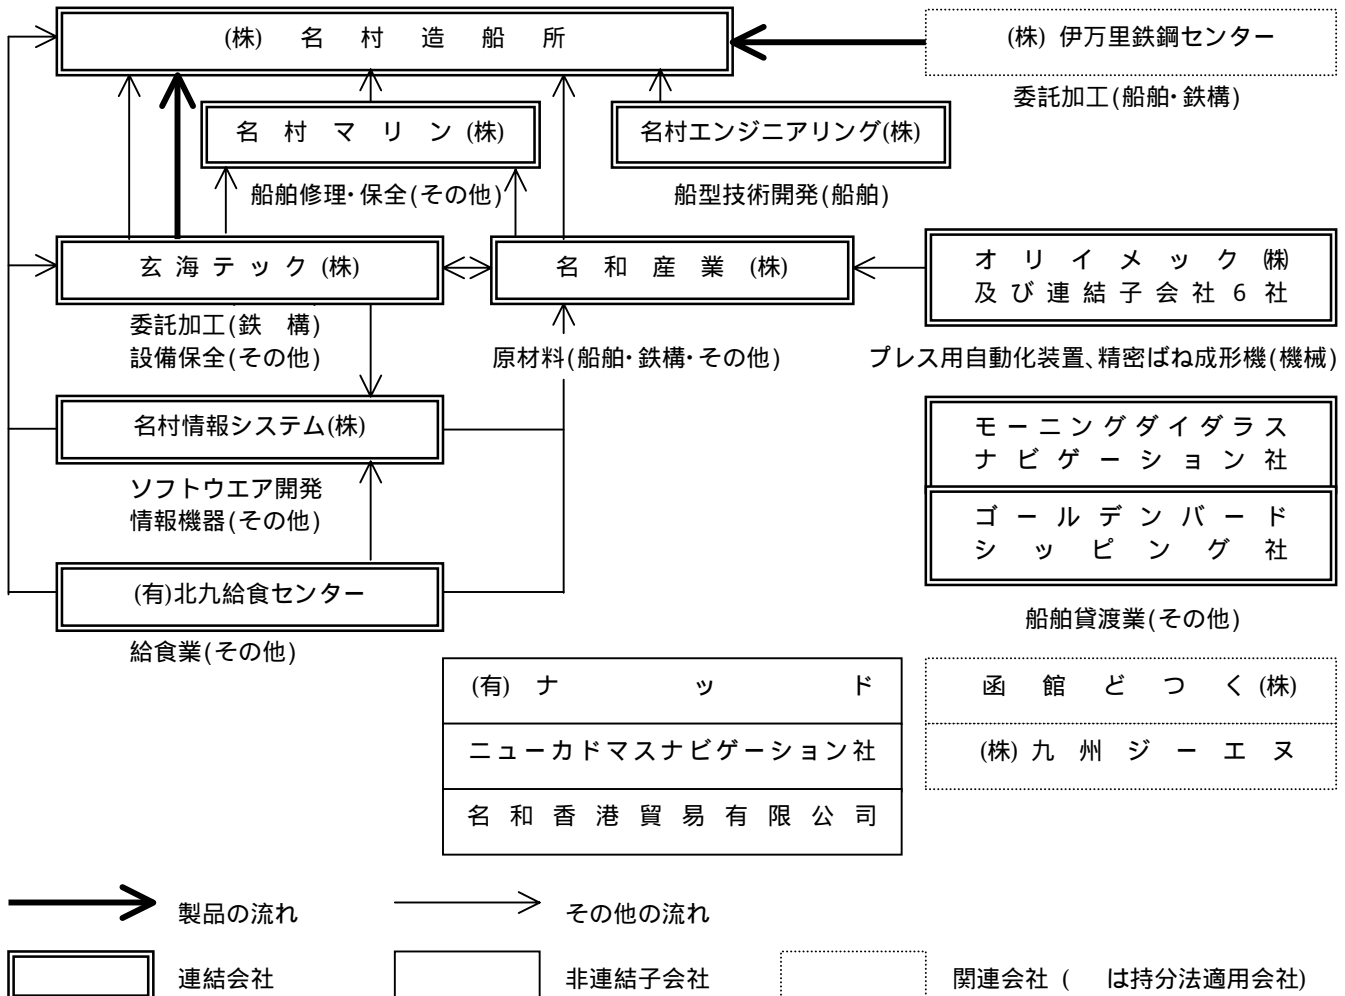 (株) 名村造船所
(株) 伊万里鉄鋼センター
委託加工(船舶・鉄構)
名村マリン(株)
名村エンジニアリング(株)
船舶修理・保全(その他)
船型技術開発(船舶)
玄海テック(株)
名和産業(株)
オリイメック㈱
及び連結子会社6社
委託加工(鉄 構)
設備保全(その他)
原材料(船舶・鉄構・その他)
プレス用自動化装置、精密ばね成形機(機械)
名村情報システム(株)
モーニングダイダラス
ナビゲーション社
ソフトウエア開発
情報機器(その他)
ゴールデンバード
シッピング社
(有)北九給食センター
船舶貸渡業(その他)
給食業(その他)
(有) ナッド
函館どつく(株)
ニューカドマスナビゲーション社
(株)九州ジーエヌ
名和香港貿易有限公司
製品の流れ
その他の流れ
連結会社
非連結子会社
関連会社 ( は持分法適用会社)